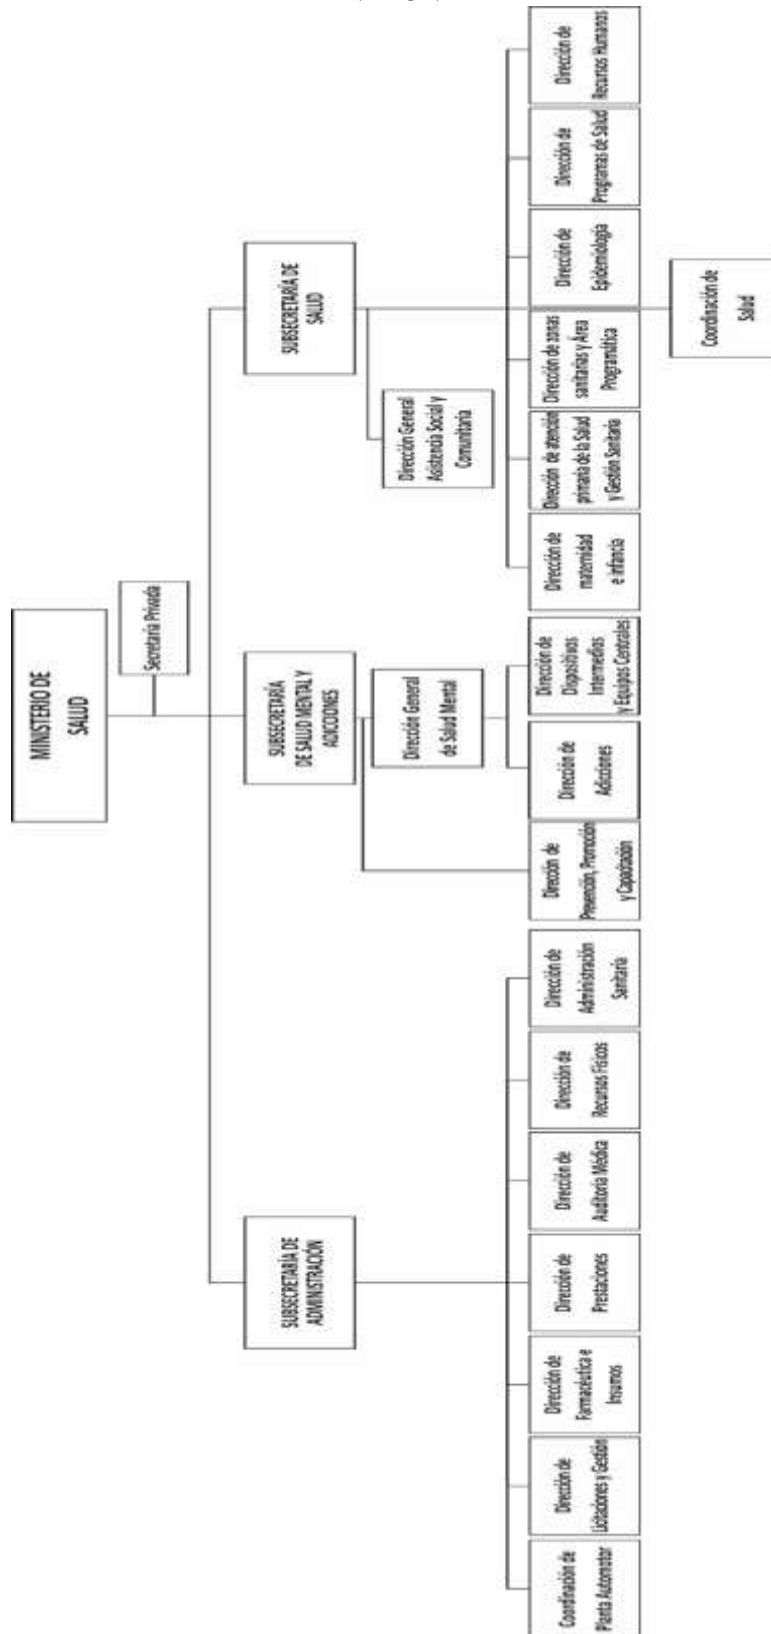 MINISTERIO DE
SALUD
Secretaría Privada
SUBSECRETARÍA DE
ADMINISTRACIÓN
SUBSECRETARÍA
DE SALUD MENTAL Y
ADICCIONES
SUBSECRETARÍA DE
SALUD
Dirección General
de Salud Mental
Dirección General
Asistencia Social y
Comunitaria
Coordinación de
Planta Automotor
Dirección de
Licitaciones y Gestión
Dirección de
Farmacéutica e
Insumos
Dirección de
Prestaciones
Dirección de
Auditoría Médica
Dirección de
Recursos Físicos
Dirección de
Administración
Sanitaria
Dirección de
Prevención, Promoción
y Capacitación
Dirección de
Adicciones
Dirección de
Dispositivos
Intermedios
y Equipos Centrales
Dirección de
maternidad
e infancia
Dirección de atención
primaria de la Salud
y Gestión Sanitaria
Dirección de zonas
sanitarias y Área
Programática
Dirección de
Epidemiología
Dirección de
Programas de Salud
Dirección de
Recursos Humanos
Coordinación de
Salud